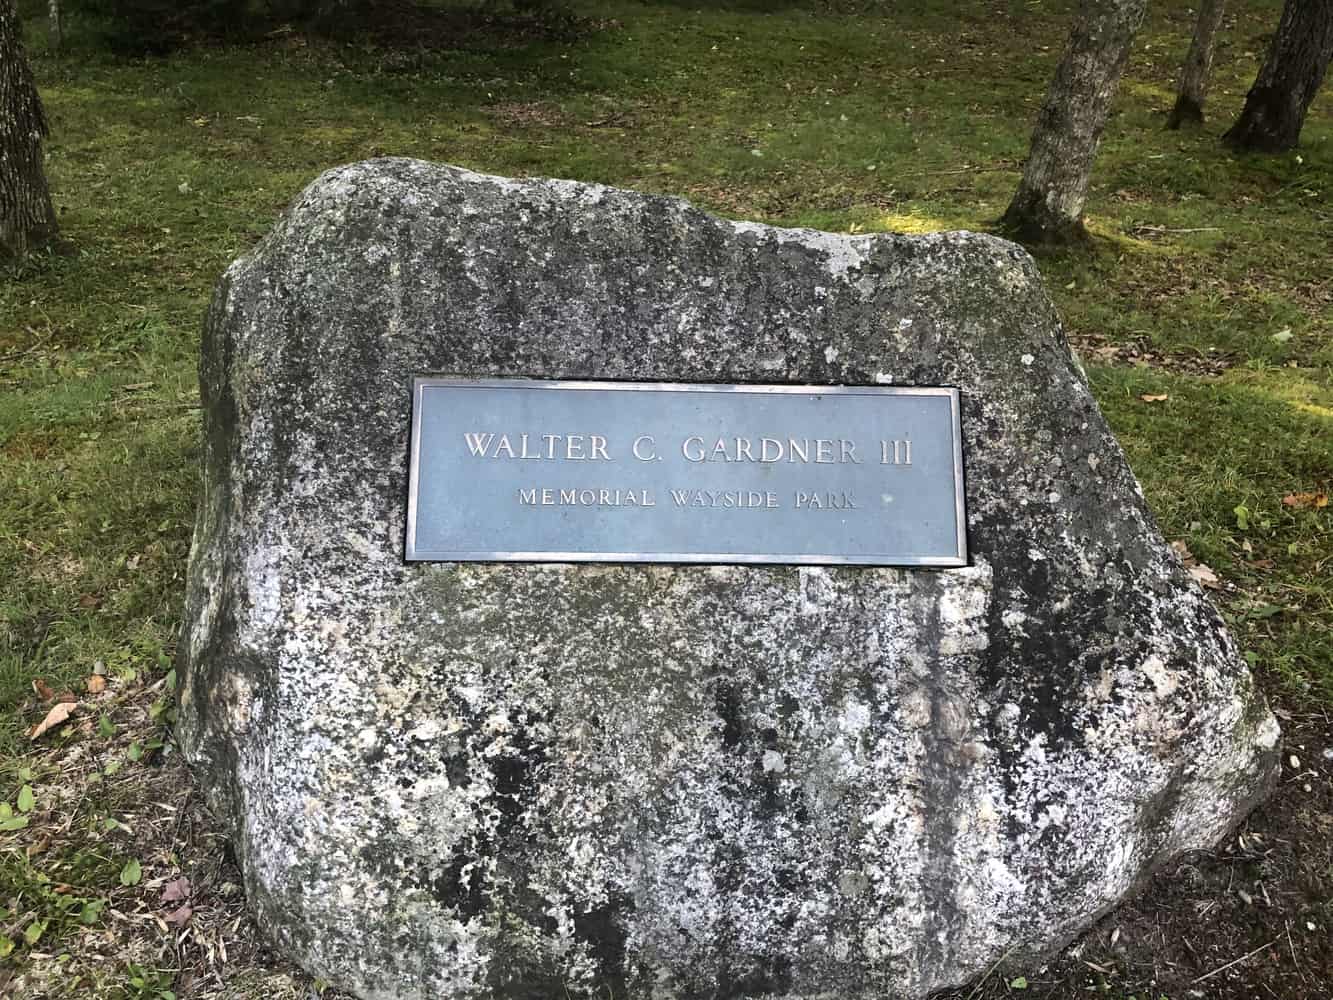 WALTER C. GARDNER III
MEMORIAL WAYSIDE PARK